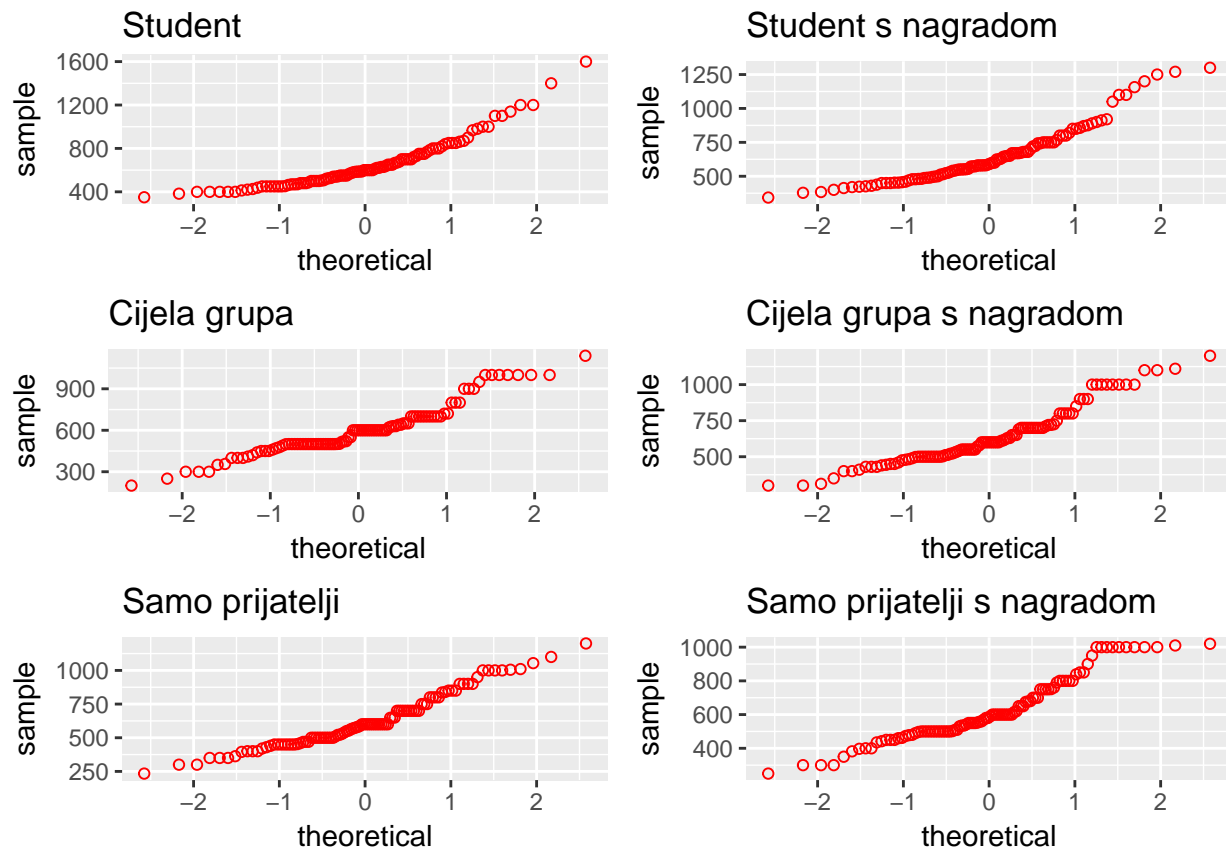 Student
sample
1600
1200
800
400
−2 −1 0 1 2
theoretical
Student s nagradom
sample
1250
1000
750
500
−2 −1 0 1 2
theoretical
Cijela grupa
sample
900
600
300
−2 −1 0 1 2
theoretical
Cijela grupa s nagradom
sample
1000
750
500
−2 −1 0 1 2
theoretical
Samo prijatelji
sample
1000
750
500
250
−2 −1 0 1 2
theoretical
Samo prijatelji s nagradom
sample
1000
800
600
400
−2 −1 0 1 2
theoretical